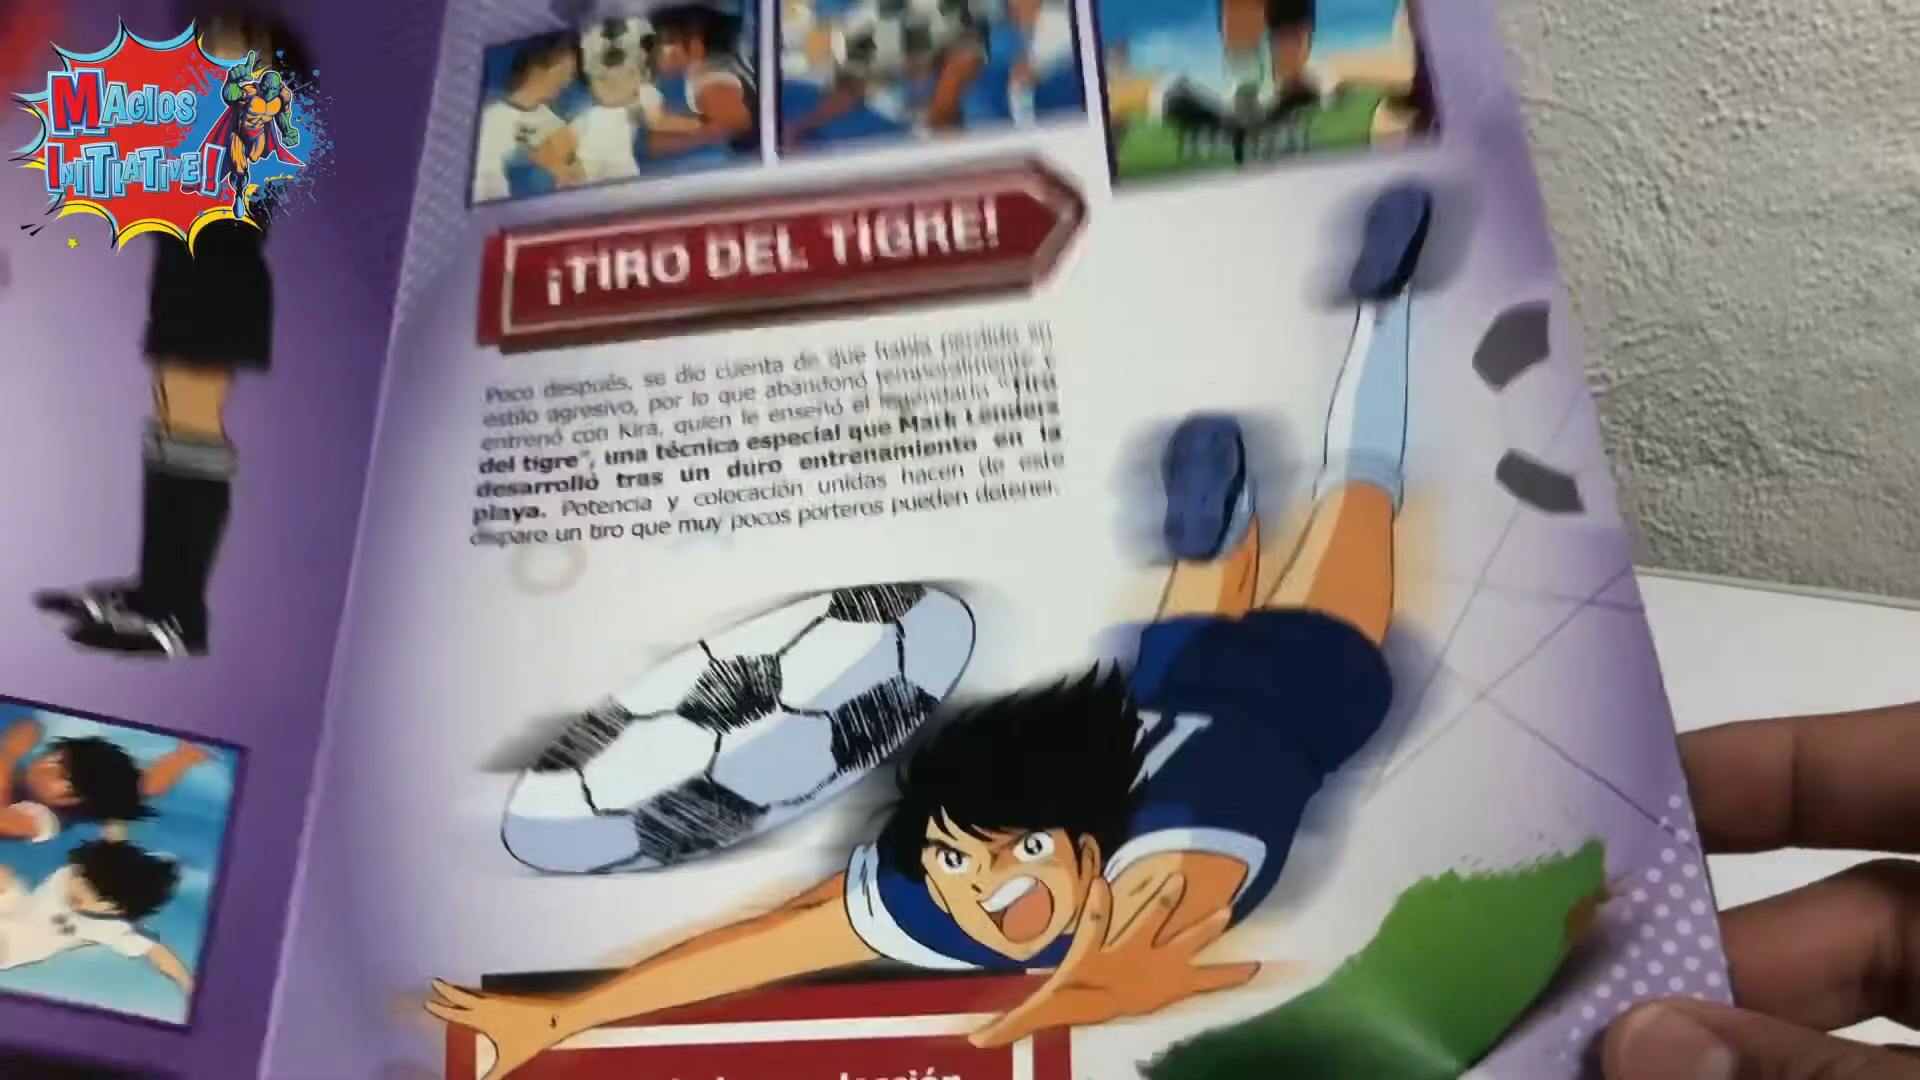 MAGIOS
INITIATIVE!
¡TIRO DEL TIGRE!
Poco después, se dio cuenta de que había perdido su
estilo agresivo, por lo que abandonó temporalmente y
entrenó con Kira, quien le enseñó el legendario "Tiro
del tigre", una técnica especial que Mark Lenders
desarrolló tras un duro entrenamiento en la
playa. Potencia y colocación unidas hacen de este
disparo un tiro que muy pocos porteros pueden detener.